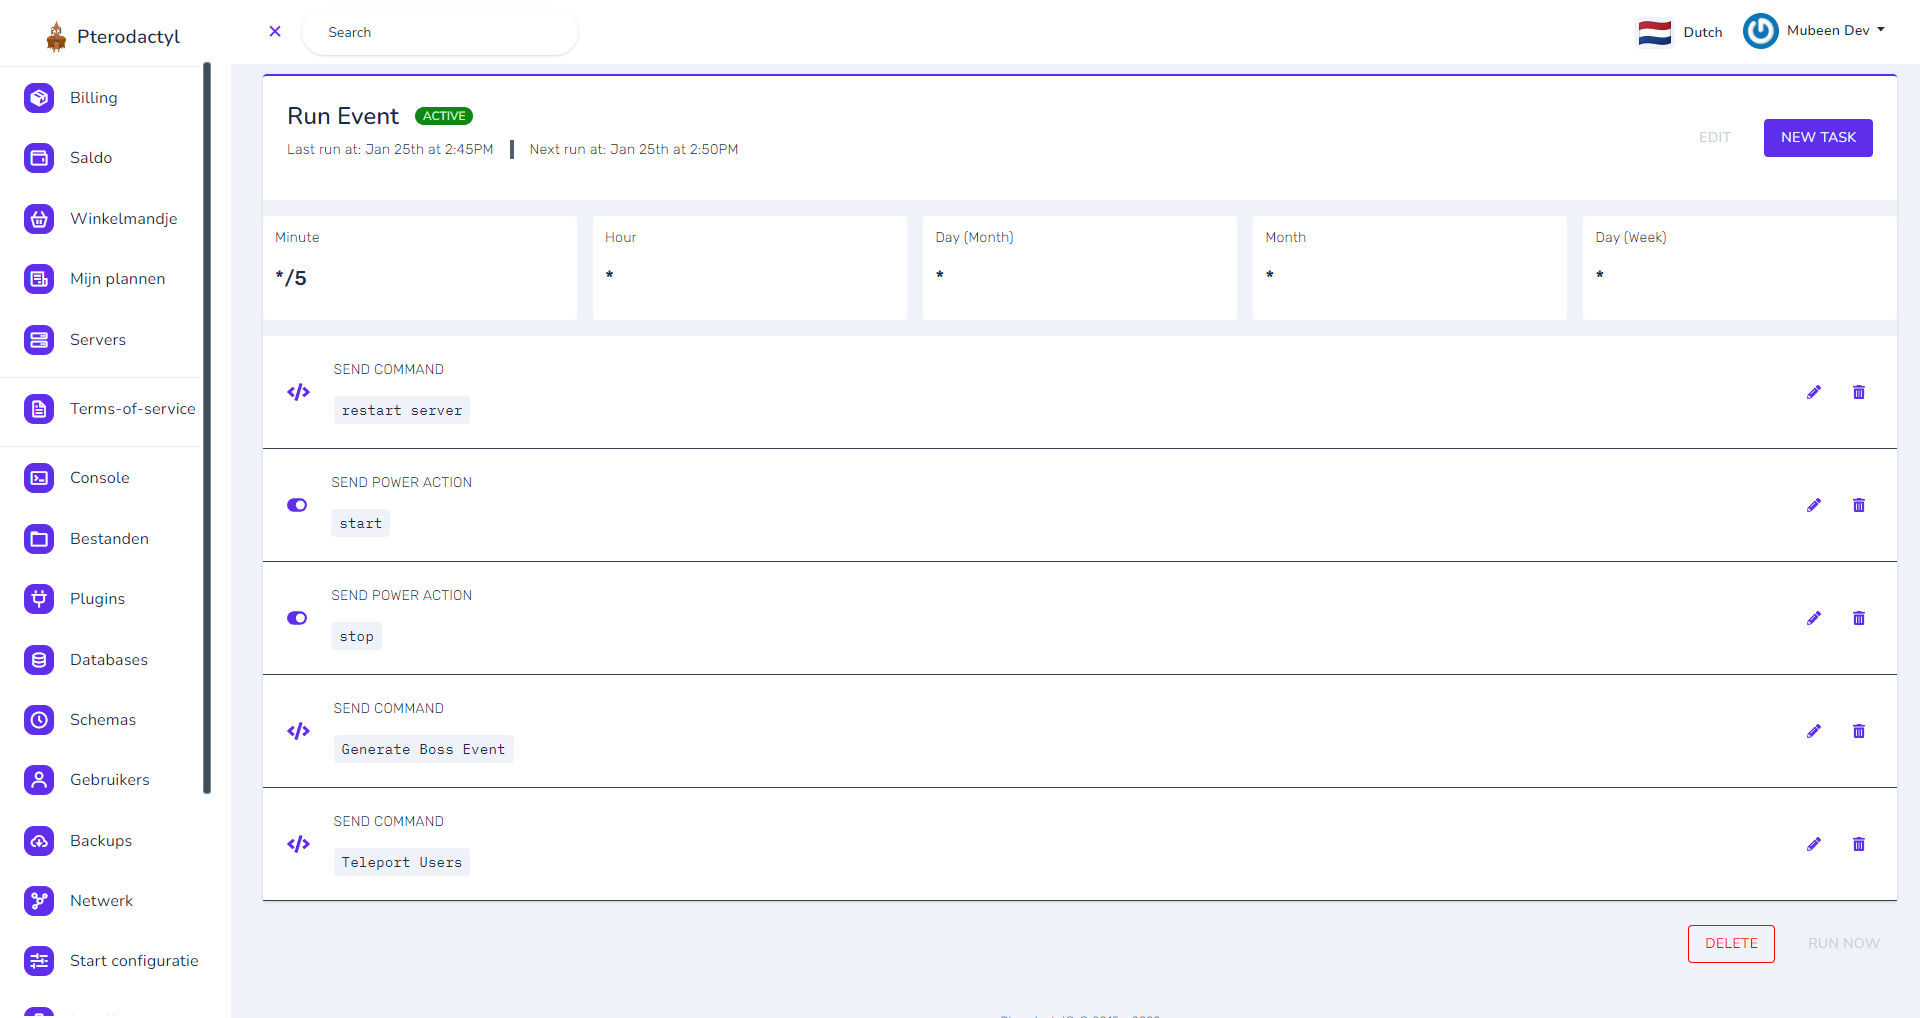 Pterodactyl
Search
Dutch
Mubeen Dev
Billing
Saldo
Winkelmandje
Mijn plannen
Servers
Terms-of-service
Console
Bestanden
Plugins
Databases
Schemas
Gebruikers
Backups
Netwerk
Start configuratie
Run Event ACTIVE
Last run at: Jan 25th at 2:45PM Next run at: Jan 25th at 2:50PM
EDIT
NEW TASK
Minute
*/5
Hour
*
Day (Month)
*
Month
*
Day (Week)
*
SEND COMMAND
restart server
SEND POWER ACTION
start
SEND POWER ACTION
stop
SEND COMMAND
Generate Boss Event
SEND COMMAND
Teleport Users
DELETE
RUN NOW